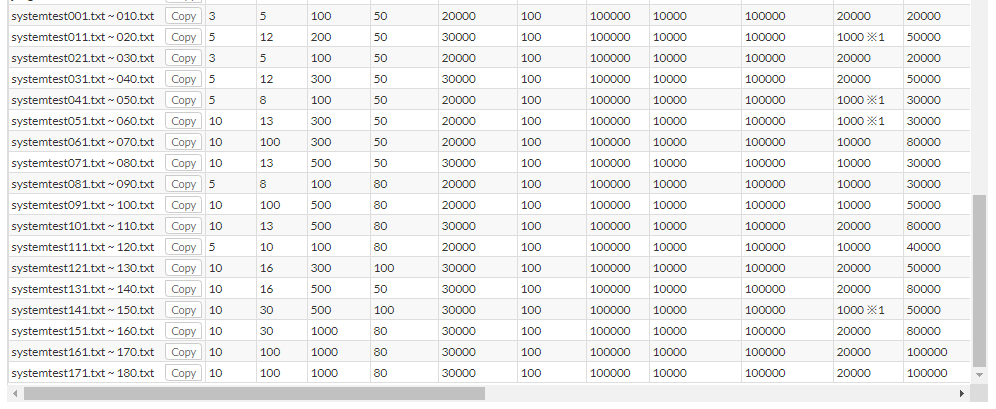 systemtest001.txt ~ 010.txt Copy 3 5 100 50 20000 100 100000 10000 100000 20000 20000
systemtest011.txt ~ 020.txt Copy 5 12 200 50 30000 100 100000 10000 100000 1000 ※1 50000
systemtest021.txt ~ 030.txt Copy 3 5 100 50 20000 100 100000 10000 100000 20000 20000
systemtest031.txt ~ 040.txt Copy 5 12 300 50 30000 100 100000 10000 100000 20000 50000
systemtest041.txt ~ 050.txt Copy 5 8 100 50 20000 100 100000 10000 100000 1000 ※1 30000
systemtest051.txt ~ 060.txt Copy 10 13 300 50 20000 100 100000 10000 100000 1000 ※1 30000
systemtest061.txt ~ 070.txt Copy 10 100 300 50 20000 100 100000 10000 100000 10000 80000
systemtest071.txt ~ 080.txt Copy 10 13 500 50 30000 100 100000 10000 100000 10000 30000
systemtest081.txt ~ 090.txt Copy 5 8 100 80 20000 100 100000 10000 100000 10000 30000
systemtest091.txt ~ 100.txt Copy 10 100 500 80 20000 100 100000 10000 100000 10000 50000
systemtest101.txt ~ 110.txt Copy 10 13 500 80 30000 100 100000 10000 100000 20000 80000
systemtest111.txt ~ 120.txt Copy 5 10 100 80 20000 100 100000 10000 100000 10000 40000
systemtest121.txt ~ 130.txt Copy 10 16 300 100 30000 100 100000 10000 100000 20000 50000
systemtest131.txt ~ 140.txt Copy 10 16 500 50 30000 100 100000 10000 100000 20000 80000
systemtest141.txt ~ 150.txt Copy 10 30 500 100 30000 100 100000 10000 100000 1000 ※1 50000
systemtest151.txt ~ 160.txt Copy 10 30 1000 80 30000 100 100000 10000 100000 20000 80000
systemtest161.txt ~ 170.txt Copy 10 100 1000 80 30000 100 100000 10000 100000 20000 100000
systemtest171.txt ~ 180.txt Copy 10 100 1000 80 30000 100 100000 10000 100000 20000 100000